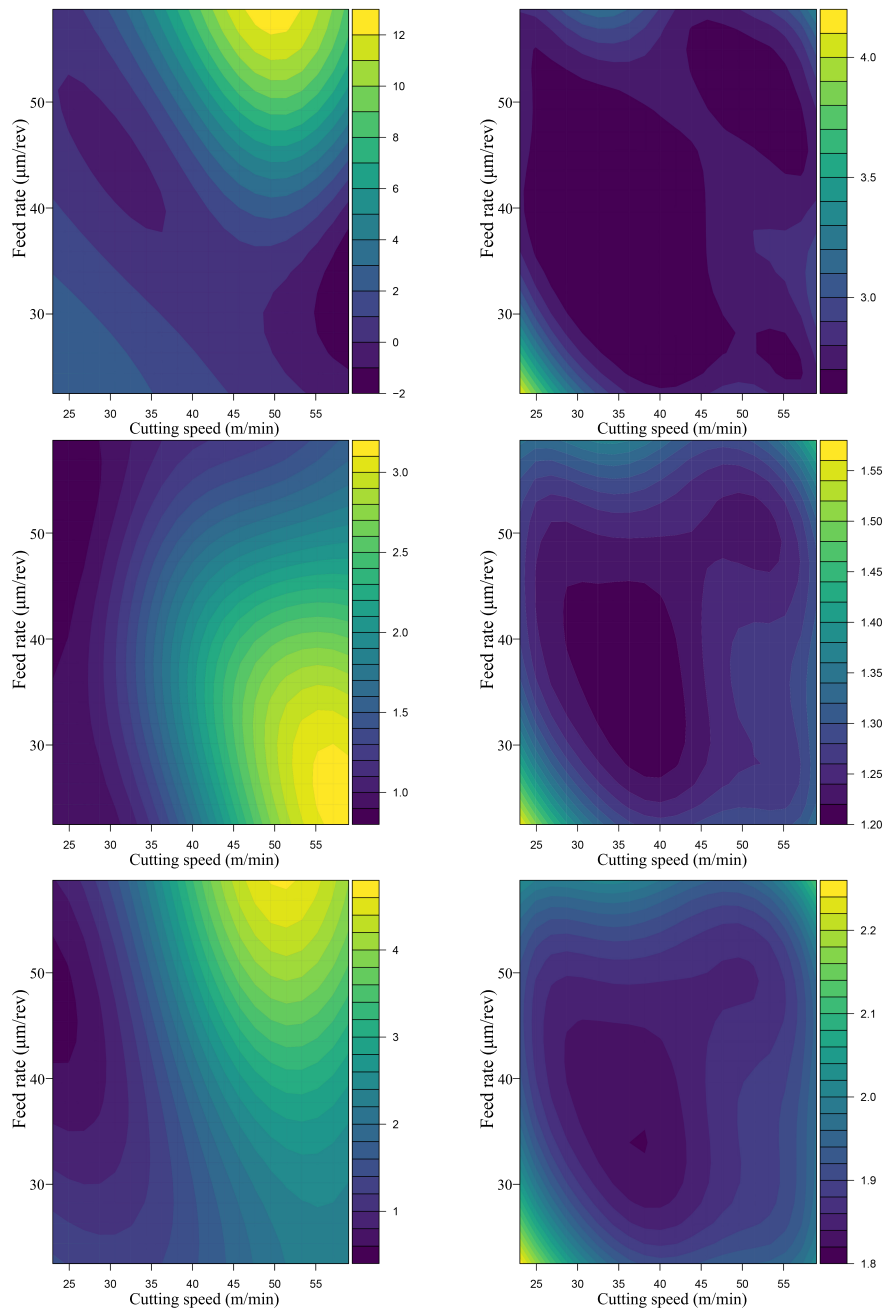 12
10
8
6
4
2
0
−2
50
40
30
Feed rate (μm/rev)
25 30 35 40 45 50 55
Cutting speed (m/min)
4.0
3.5
3.0
50
40
30
Feed rate (μm/rev)
25 30 35 40 45 50 55
Cutting speed (m/min)
3.0
2.5
2.0
1.5
1.0
50
40
30
Feed rate (μm/rev)
25 30 35 40 45 50 55
Cutting speed (m/min)
1.55
1.50
1.45
1.40
1.35
1.30
1.25
1.20
50
40
30
Feed rate (μm/rev)
25 30 35 40 45 50 55
Cutting speed (m/min)
4
3
2
1
50
40
30
Feed rate (μm/rev)
25 30 35 40 45 50 55
Cutting speed (m/min)
2.2
2.1
2.0
1.9
1.8
50
40
30
Feed rate (μm/rev)
25 30 35 40 45 50 55
Cutting speed (m/min)